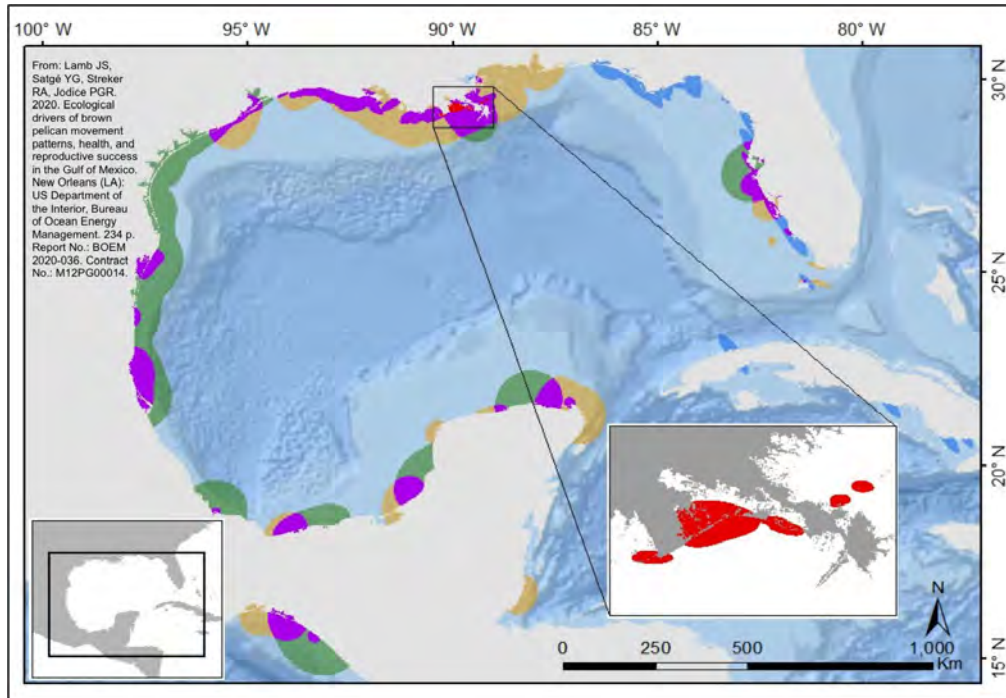 100° W
95° W
90° W
85° W
80° W
From: Lamb JS,
Satgé YG, Streker
RA, Jodice PGR.
2020. Ecological
drivers of brown
pelican movement
patterns, health, and
reproductive success
in the Gulf of Mexico.
New Orleans (LA):
US Department of
the Interior, Bureau
of Ocean Energy
Management. 234 p.
Report No.: BOEM
2020-036. Contract
No.: M12PG00014.
30° N
25° N
20° N
15° N
N
0 250 500 1,000
Km